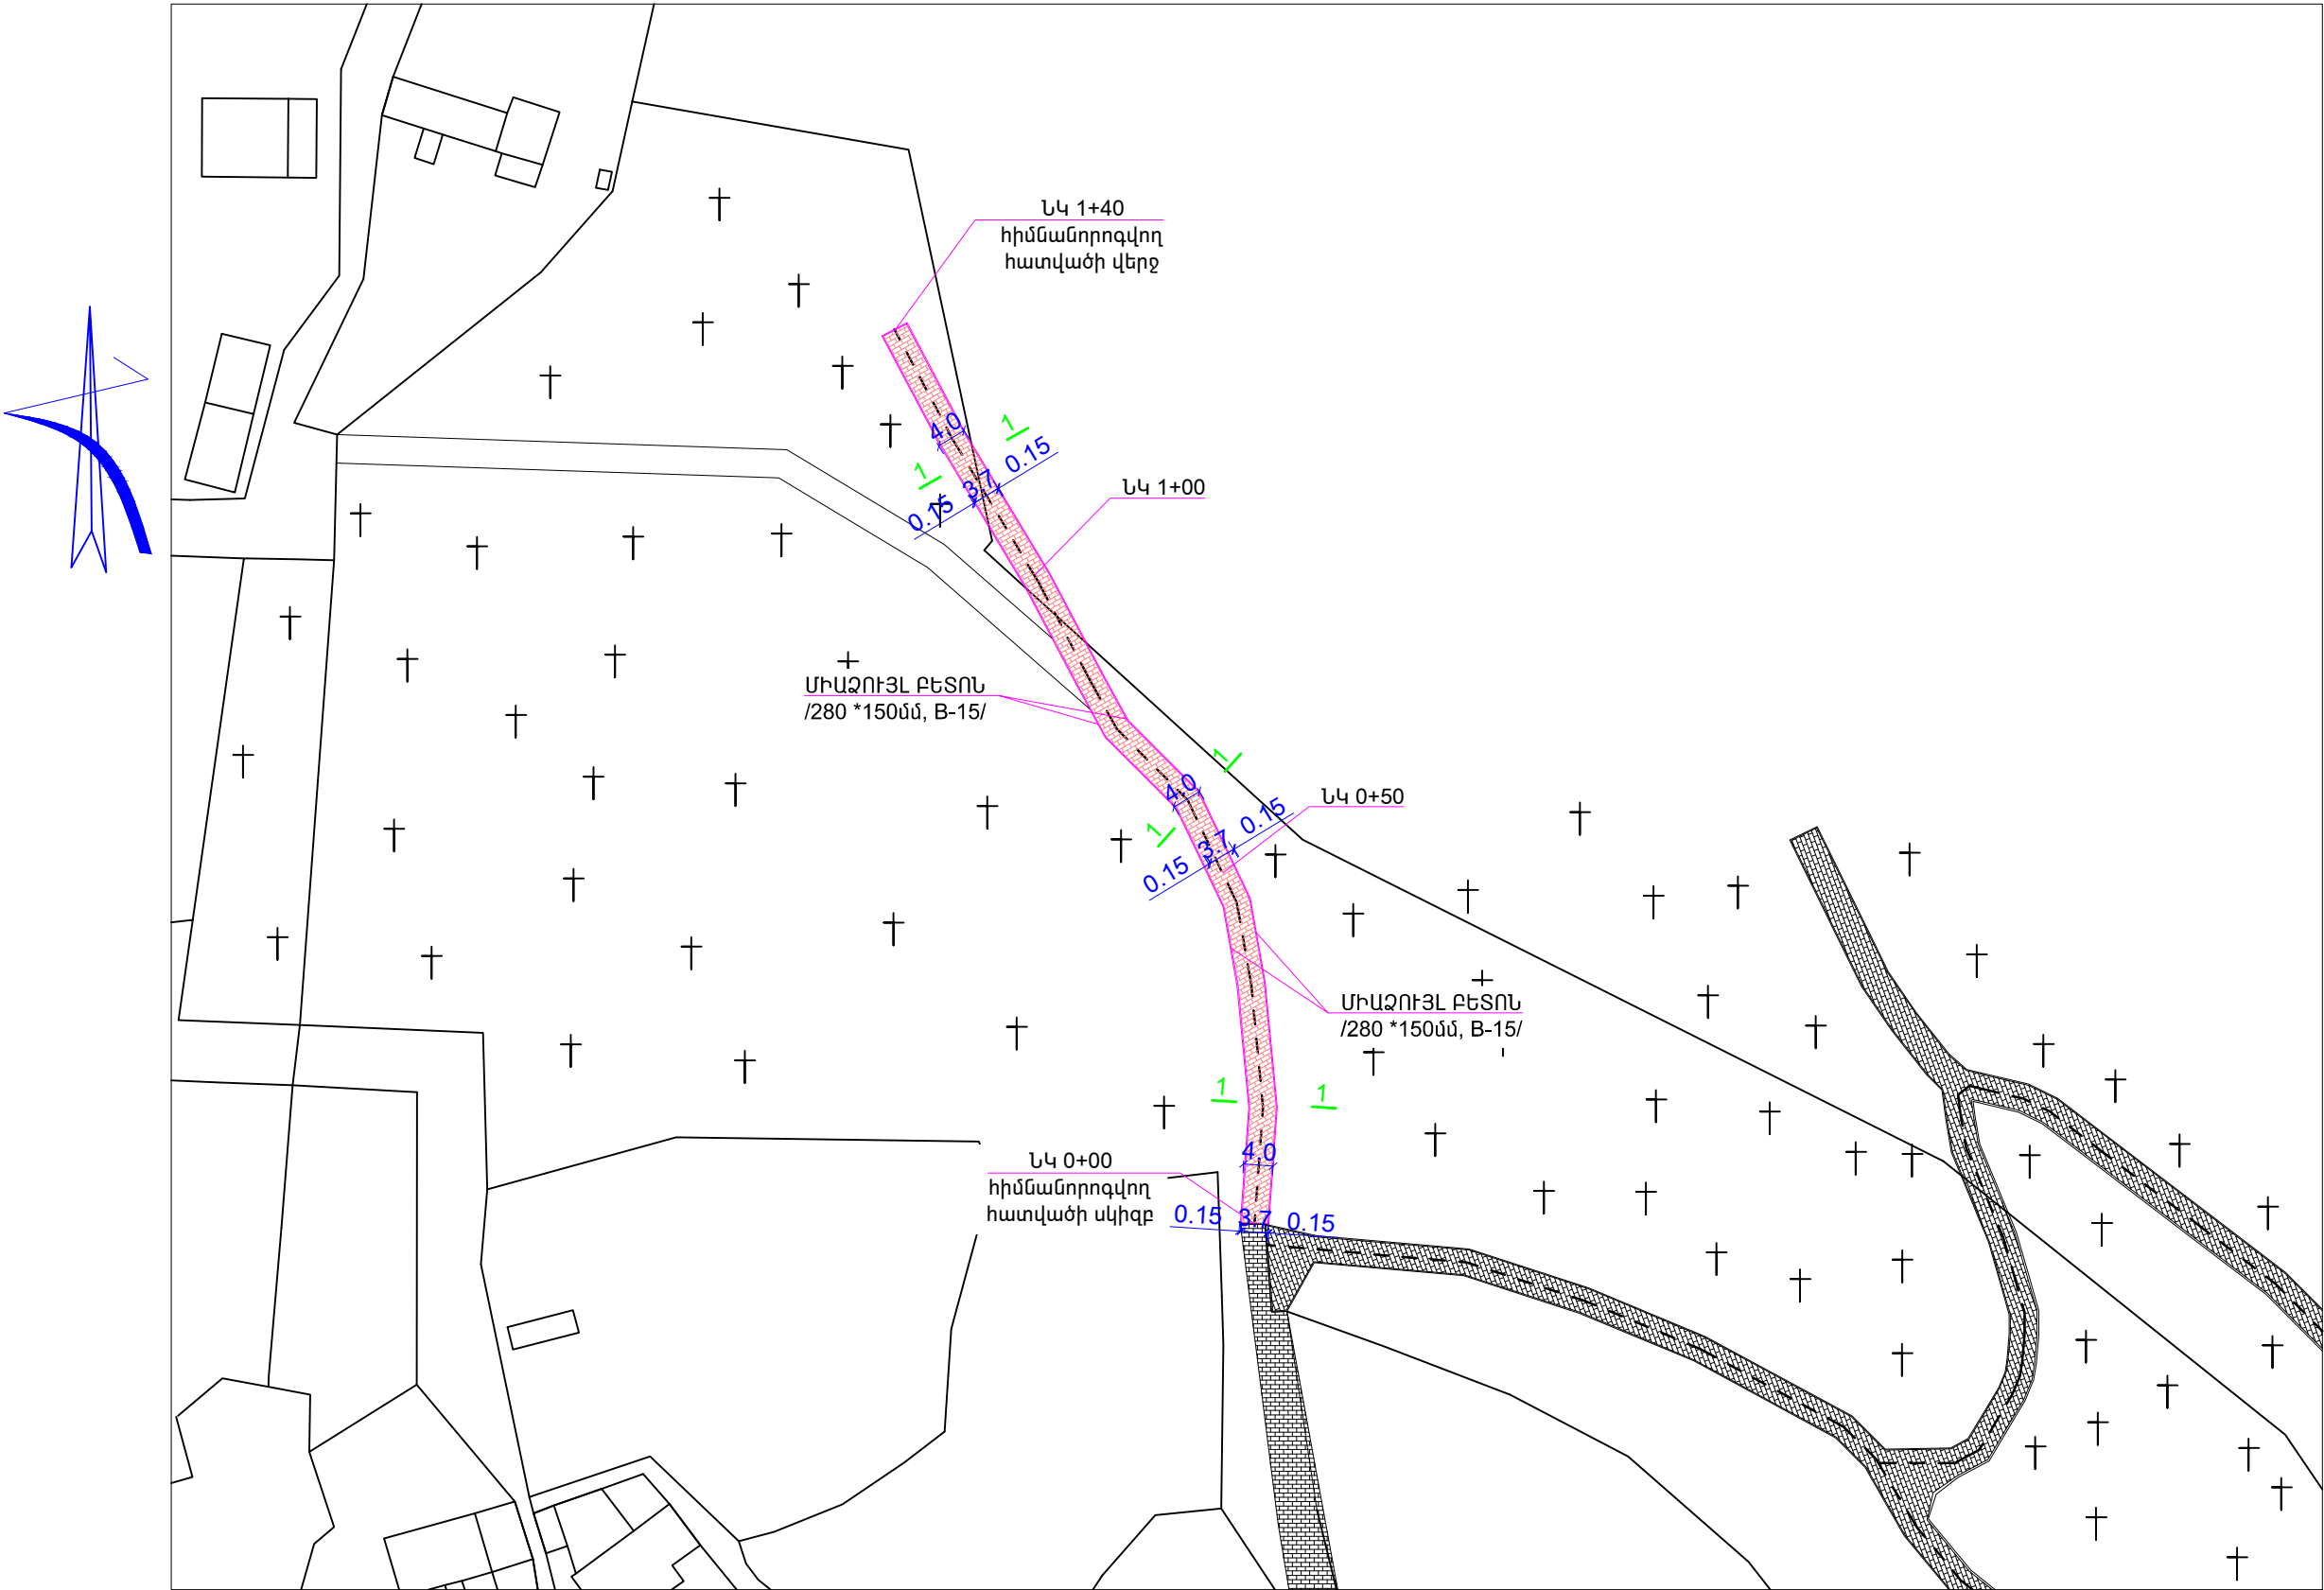 ՆԿ 1+40
հիմնանորոգվող
հատվածի վերջ
4.0
1
0.15
1
3.7
0.15
ՆԿ 1+00
ՄԻԱՁՈՒՅԼ ԲԵՏՈՆ
/280 *150մմ, B-15/
1
4.0
ՆԿ 0+50
0.15
1
3.7
0.15
ՄԻԱՁՈՒՅԼ ԲԵՏՈՆ
/280 *150մմ, B-15/
1
1
4.0
ՆԿ 0+00
հիմնանորոգվող
հատվածի սկիզբ
0.15
3.7
0.15